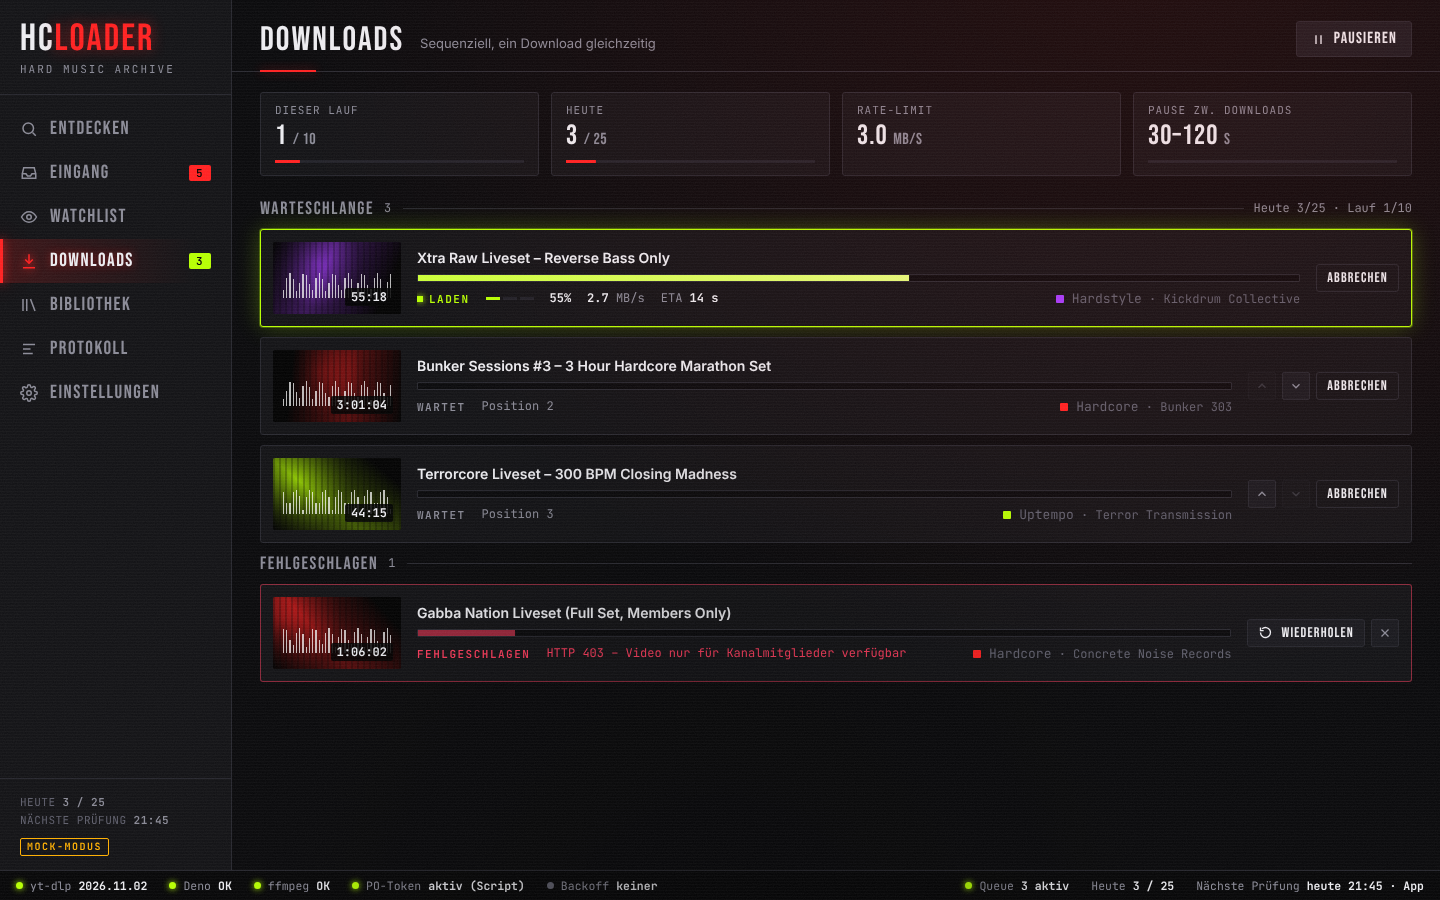 HCLOADER
HARD MUSIC ARCHIVE
ENTDECKEN
EINGANG 5
WATCHLIST
DOWNLOADS 3
BIBLIOTHEK
PROTOKOLL
EINSTELLUNGEN
HEUTE 3 / 25
NÄCHSTE PRÜFUNG 21:45
MOCK-MODUS
DOWNLOADS Sequenziell, ein Download gleichzeitig PAUSIEREN
DIESER LAUF
1 / 10
HEUTE
3 / 25
RATE-LIMIT
3.0 MB/S
PAUSE ZW. DOWNLOADS
30–120 S
WARTESCHLANGE 3 Heute 3/25 · Lauf 1/10
55:18
Xtra Raw Liveset – Reverse Bass Only
LADEN 55% 2.7 MB/s ETA 14 s Hardstyle · Kickdrum Collective
ABBRECHEN
3:01:04
Bunker Sessions #3 – 3 Hour Hardcore Marathon Set
WARTET Position 2 Hardcore · Bunker 303
ABBRECHEN
44:15
Terrorcore Liveset – 300 BPM Closing Madness
WARTET Position 3 Uptempo · Terror Transmission
ABBRECHEN
FEHLGESCHLAGEN 1
1:06:02
Gabba Nation Liveset (Full Set, Members Only)
FEHLGESCHLAGEN HTTP 403 – Video nur für Kanalmitglieder verfügbar Hardcore · Concrete Noise Records
WIEDERHOLEN
yt-dlp 2026.11.02 Deno OK ffmpeg OK PO-Token aktiv (Script) Backoff keiner Queue 3 aktiv Heute 3 / 25 Nächste Prüfung heute 21:45 · App